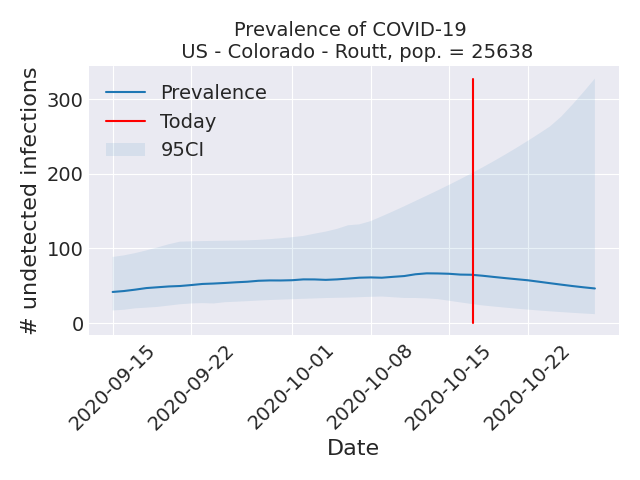 Prevalence of COVID-19
US - Colorado - Routt, pop. = 25638
# undetected infections
300
200
100
0
Prevalence
Today
95CI
2020-09-15
2020-09-22
2020-10-01
2020-10-08
2020-10-15
2020-10-22
Date